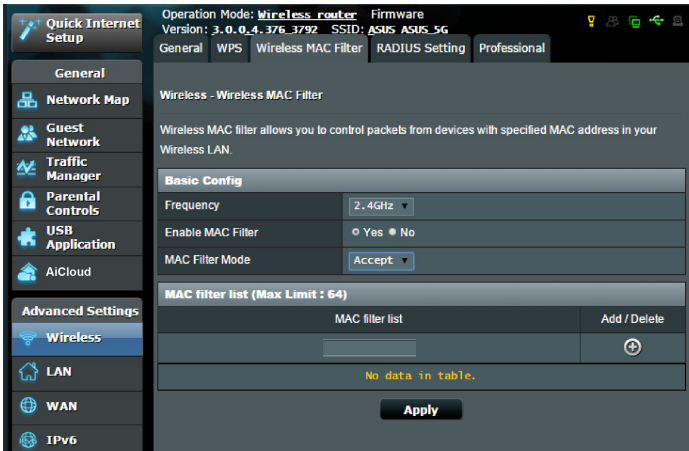 Quick Internet
Setup
Operation Mode: Wireless router Firmware
Version: 3.0.0.4.376_3792 SSID: ASUS ASUS_5G
General WPS Wireless MAC Filter RADIUS Setting Professional
General
Network Map
Guest
Network
Traffic
Manager
Parental
Controls
USB
Application
AiCloud
Advanced Settings
Wireless
LAN
WAN
IPv6
Wireless - Wireless MAC Filter
Wireless MAC filter allows you to control packets from devices with specified MAC address in your
Wireless LAN.
Basic Config
Frequency 2.4GHz
Enable MAC Filter Yes No
MAC Filter Mode Accept
MAC filter list (Max Limit : 64)
MAC filter list Add / Delete
No data in table.
Apply